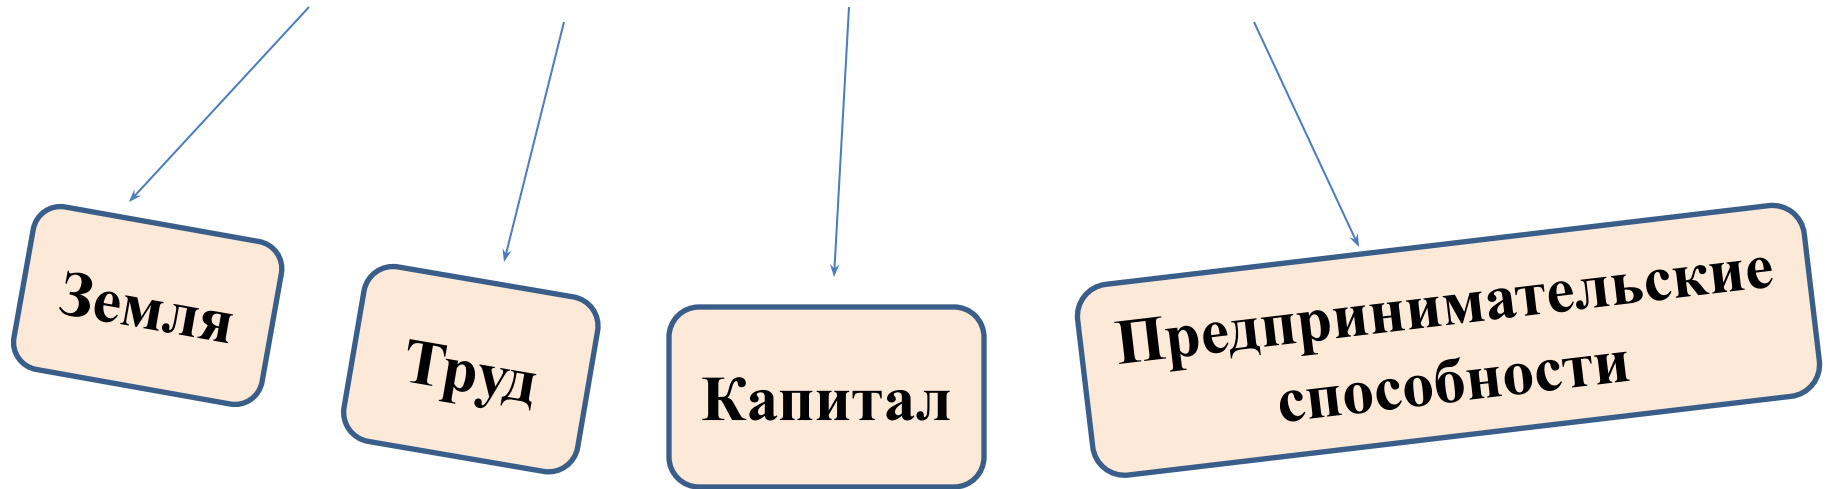 Земля
Труд
Капитал
Предпринимательские
способности